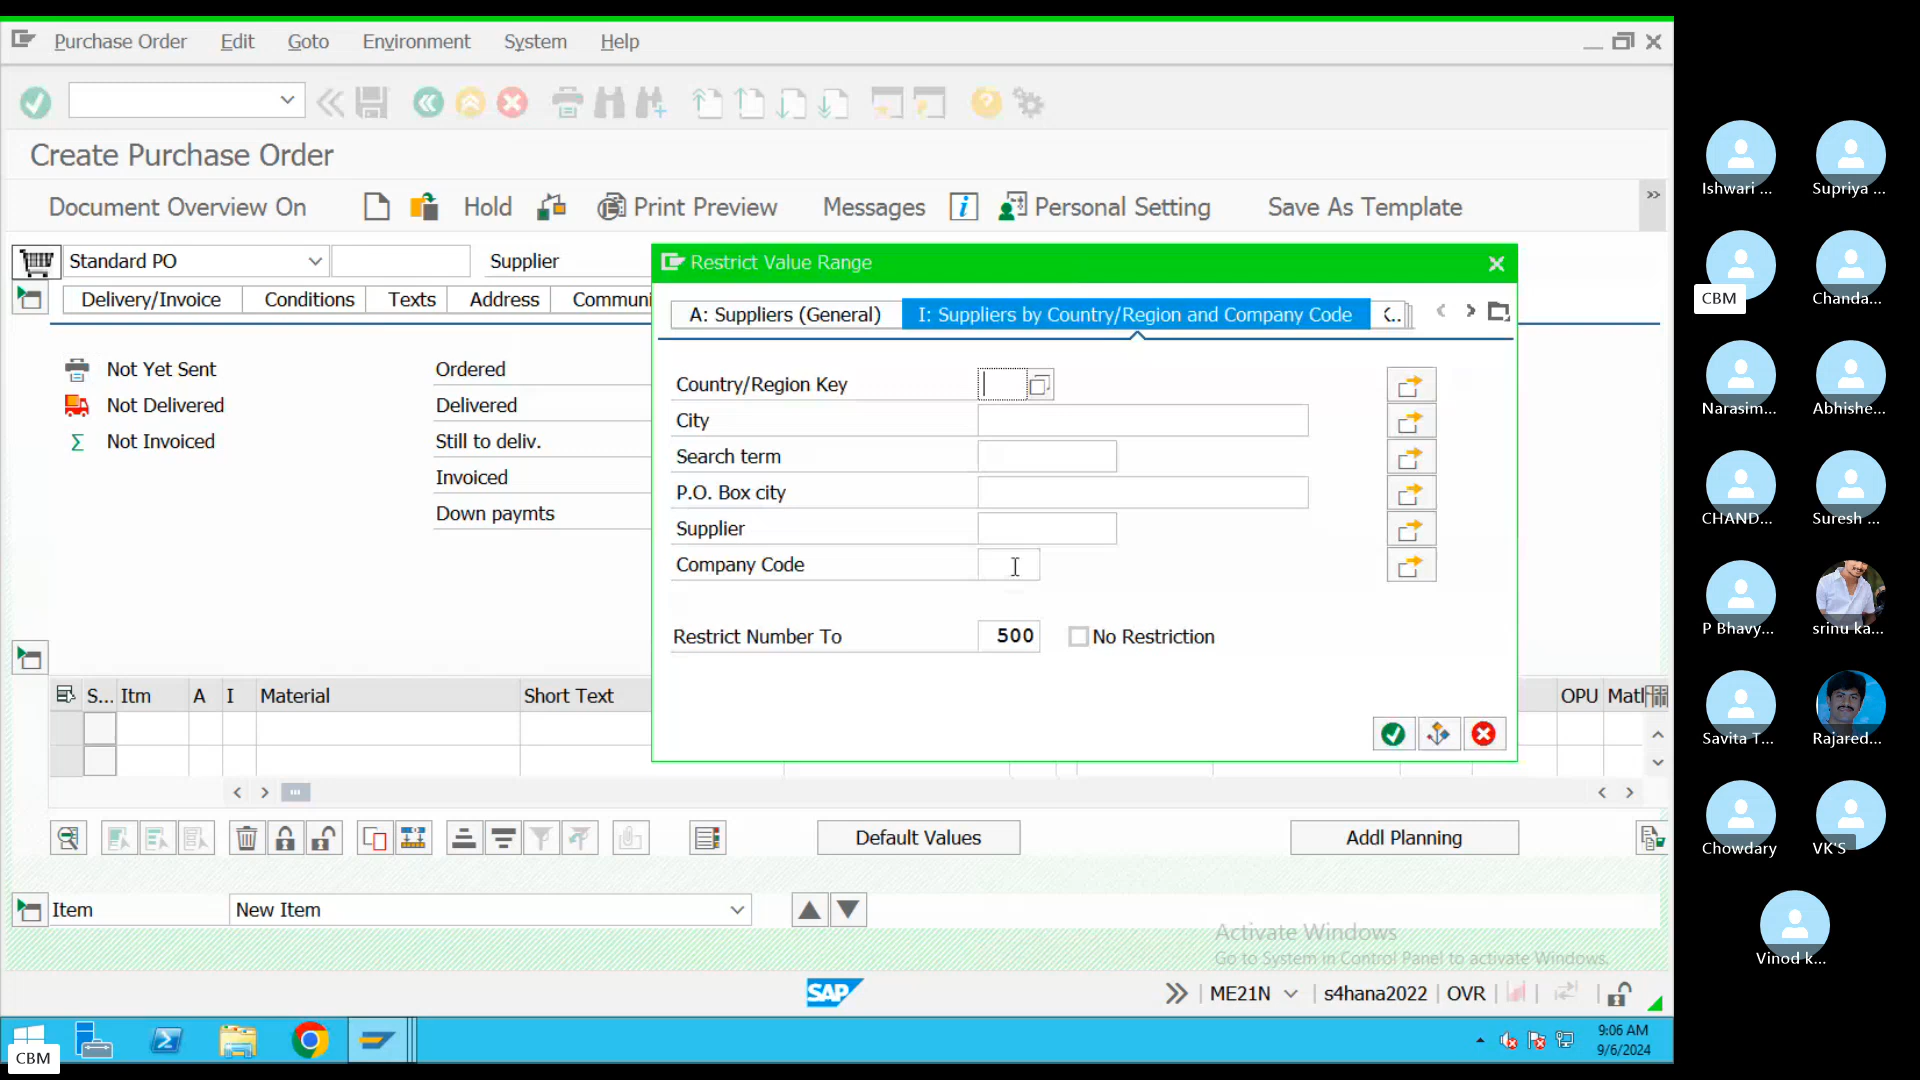 Purchase Order Edit Goto Environment System Help
Create Purchase Order
Document Overview On Hold Print Preview Messages Personal Setting Save As Template
Standard PO Supplier
Delivery/Invoice Conditions Texts Address Communi
Not Yet Sent Ordered
Not Delivered Delivered
Not Invoiced Still to deliv.
Invoiced
Down paymts
Restrict Value Range
A: Suppliers (General) I: Suppliers by Country/Region and Company Code
Country/Region Key
City
Search term
P.O. Box city
Supplier
Company Code
Restrict Number To 500 No Restriction
S... Itm A I Material Short Text OPU Matl
Default Values Addl Planning
Item New Item
Activate Windows
Go to System in Control Panel to activate Windows.
SAP ME21N s4hana2022 OVR
9:06 AM
9/6/2024
CBM
Ishwari ... Supriya ...
CBM Chanda...
Narasim... Abhishe...
CHAND... Suresh ...
P Bhavy... srinu ka...
Savita T... Rajared...
Chowdary VK'S
Vinod k...